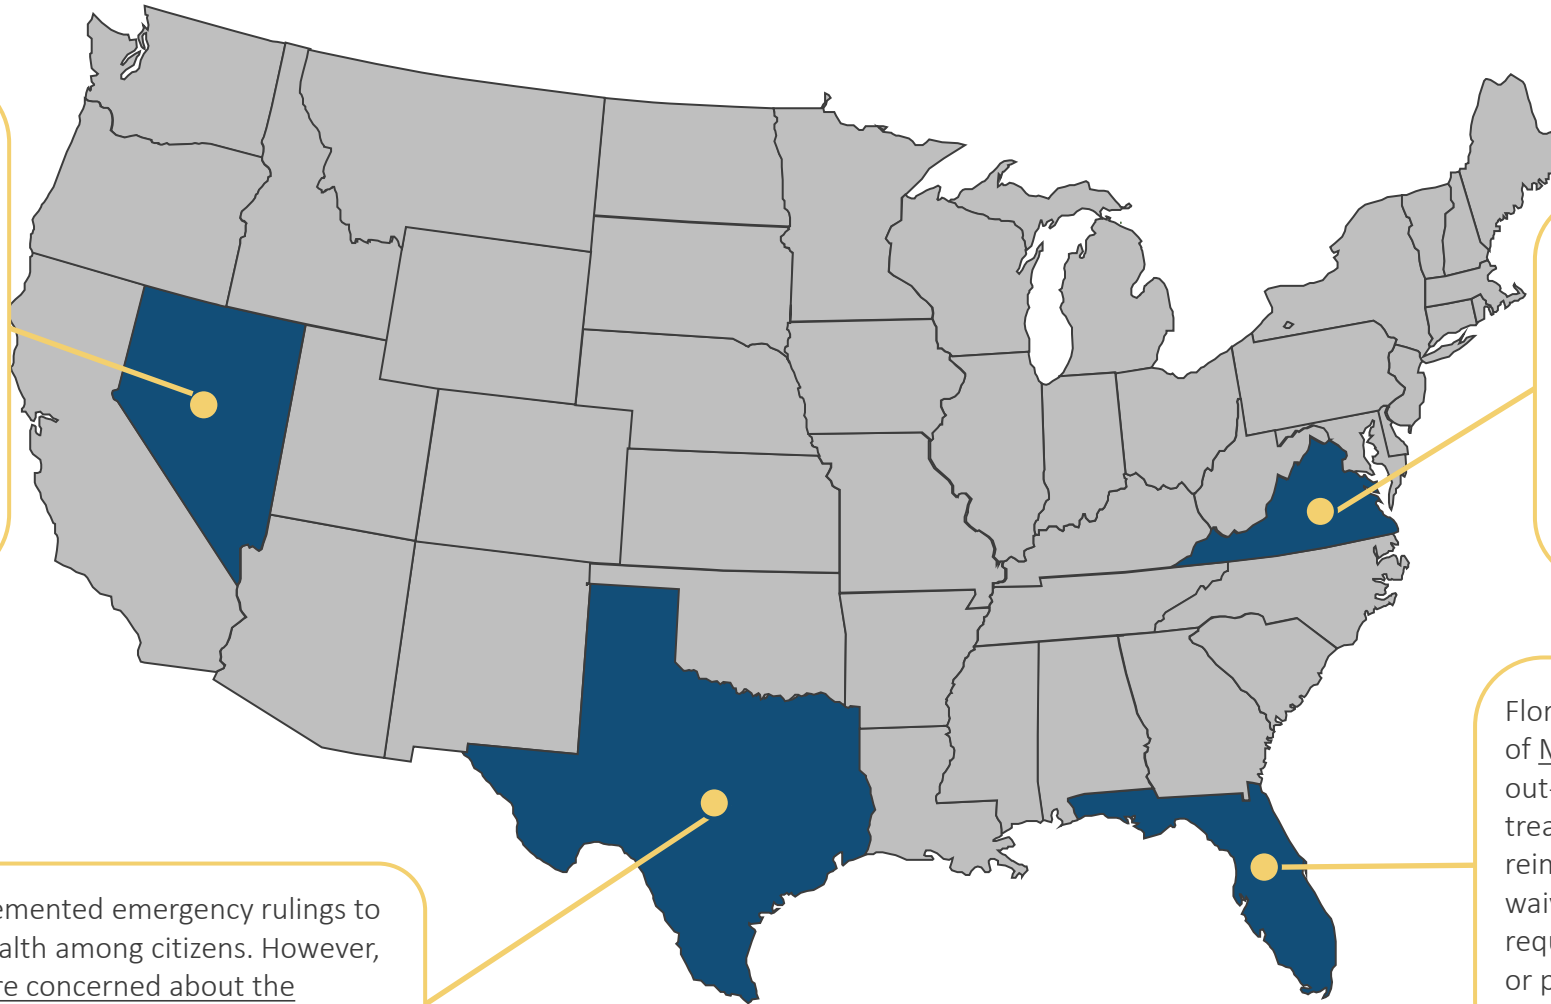 emented emergency rulings to
alth among citizens. However,
re concerned about the
Flor
of M
out-
trea
rein
waiv
requ
or p